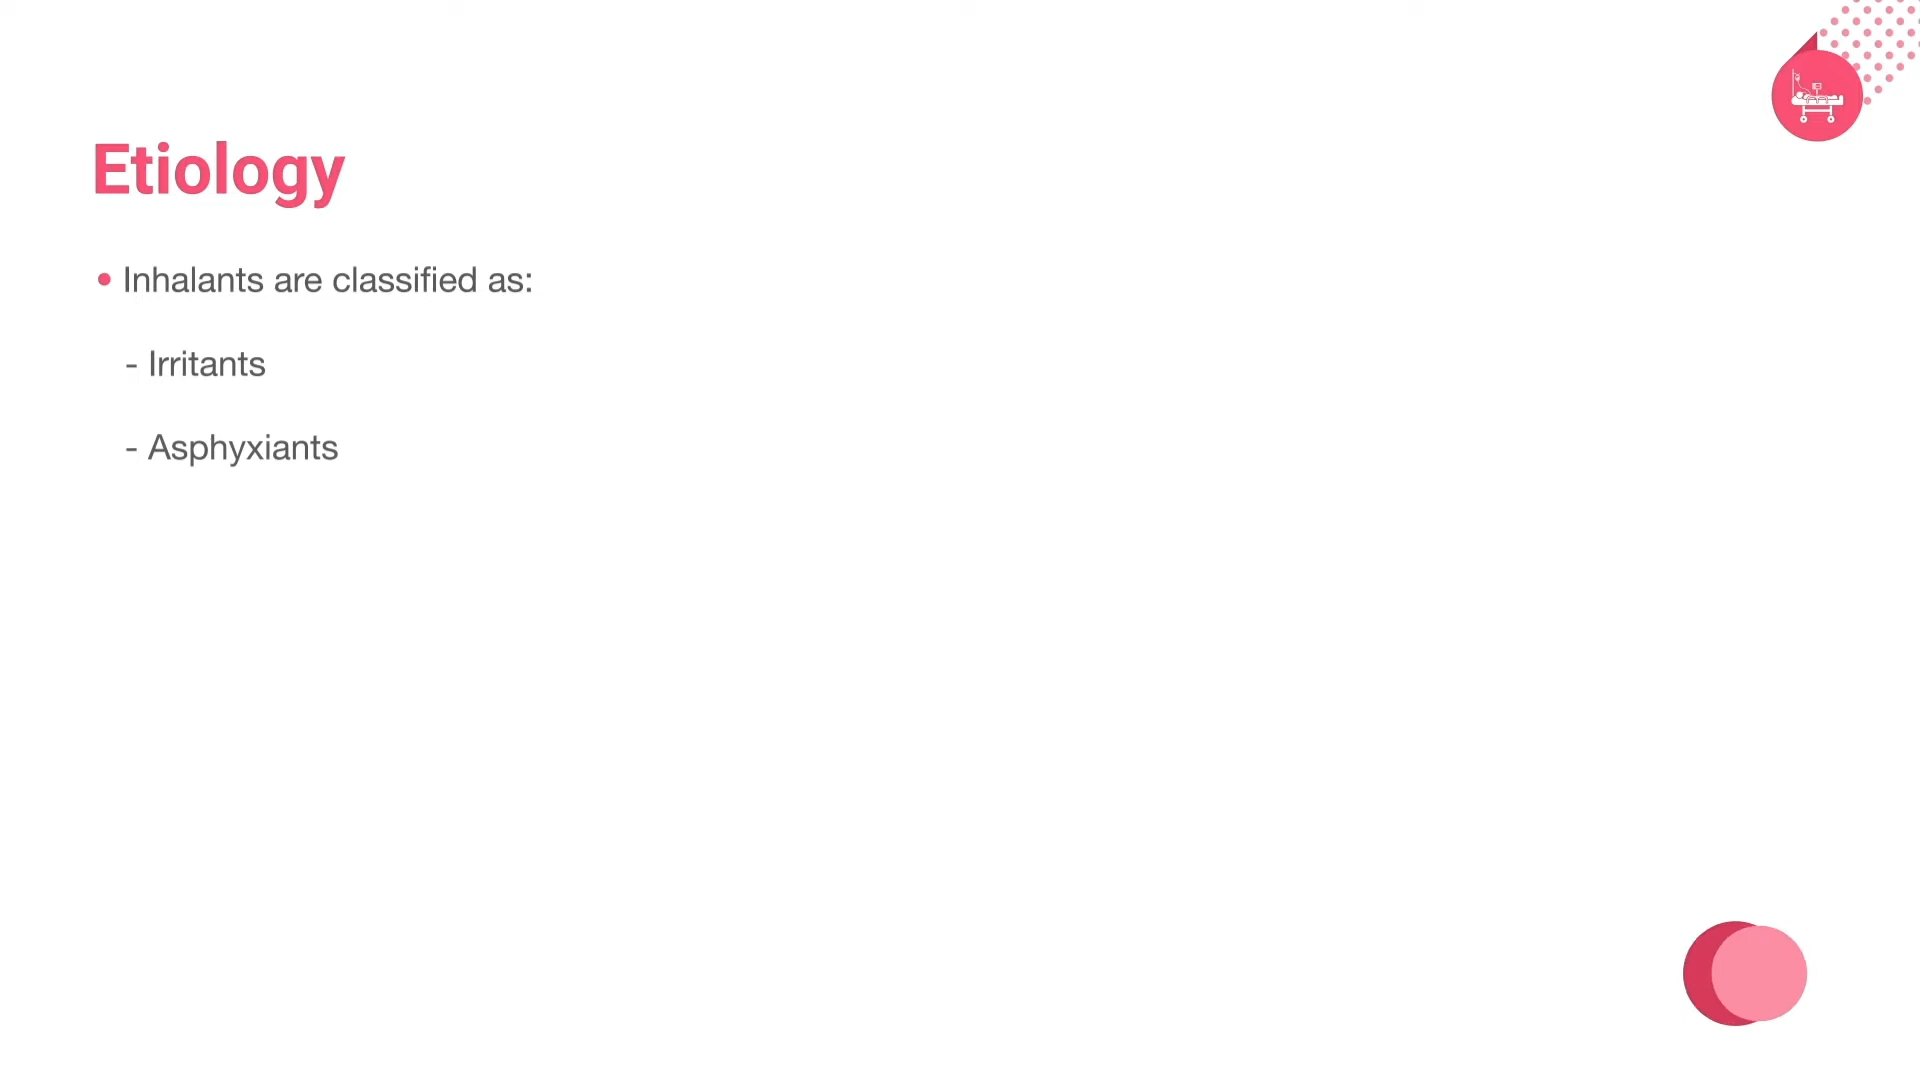 Etiology
• Inhalants are classified as:
- Irritants
- Asphyxiants